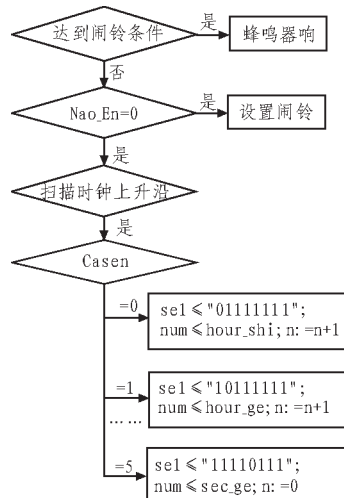 达到闹铃条件
是
蜂鸣器响
否
Nao_En=0
是
设置闹铃
是
扫描时钟上升沿
是
Casen
=0
sel≤"01111111";
num≤hour_shi;n:=n+1
=1
sel≤"10111111";
num≤hour_ge;n:=n+1
……
=5
sel≤"11110111";
num≤sec_ge;n:=0